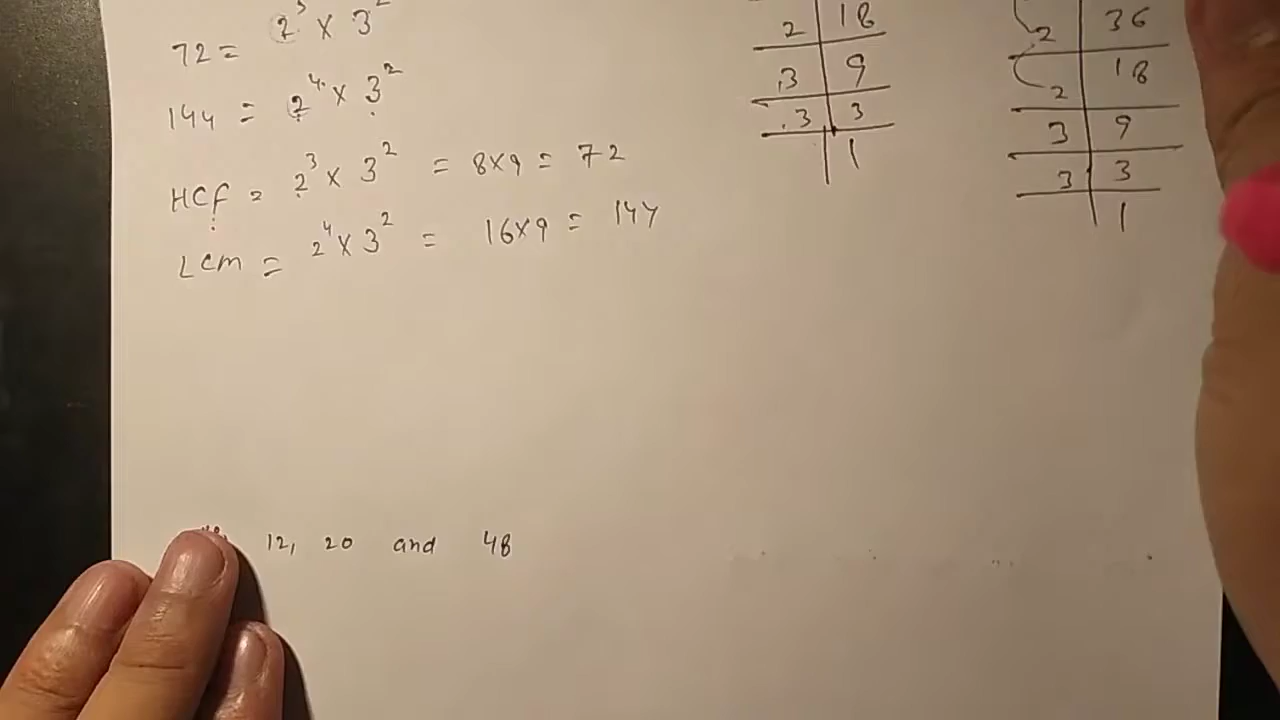 72 = 2³ × 3²
144 = 2⁴ × 3²
HCF = 2³ × 3² = 8×9 = 72
LCM = 2⁴ × 3² = 16×9 = 144
2 | 18
3 | 9
3 | 3
1
2 | 36
2 | 18
3 | 9
3 | 3
1
12, 20 and 48